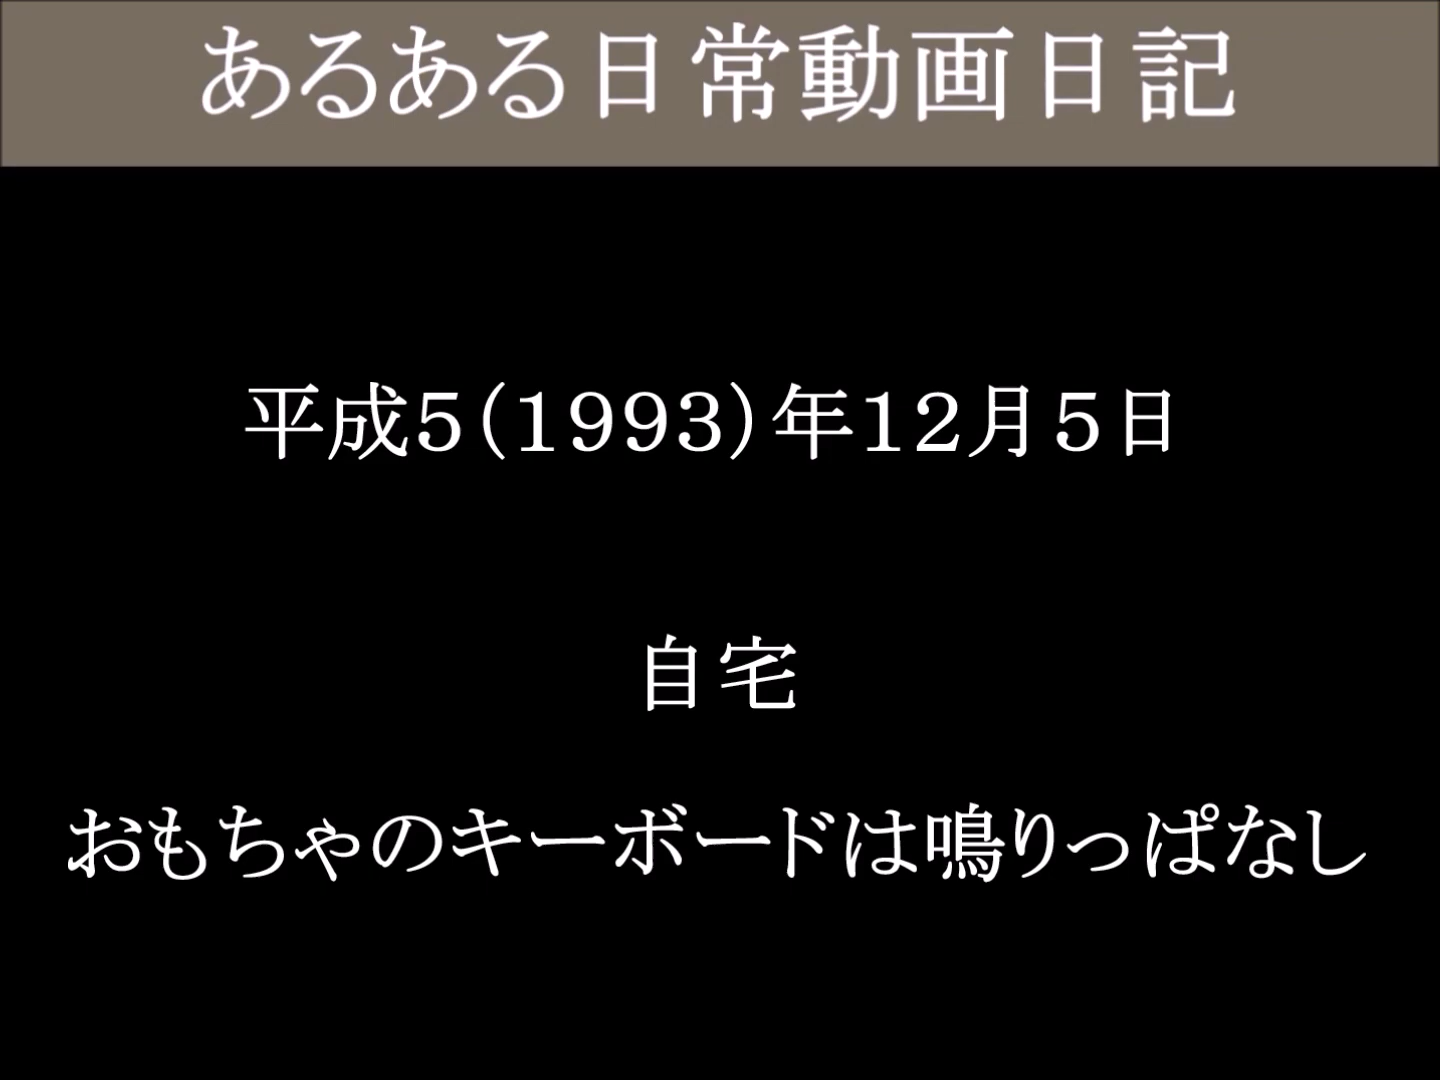 あるある日常動画日記
平成５（１９９３）年１２月５日
自宅
おもちゃのキーボードは鳴りっぱなし